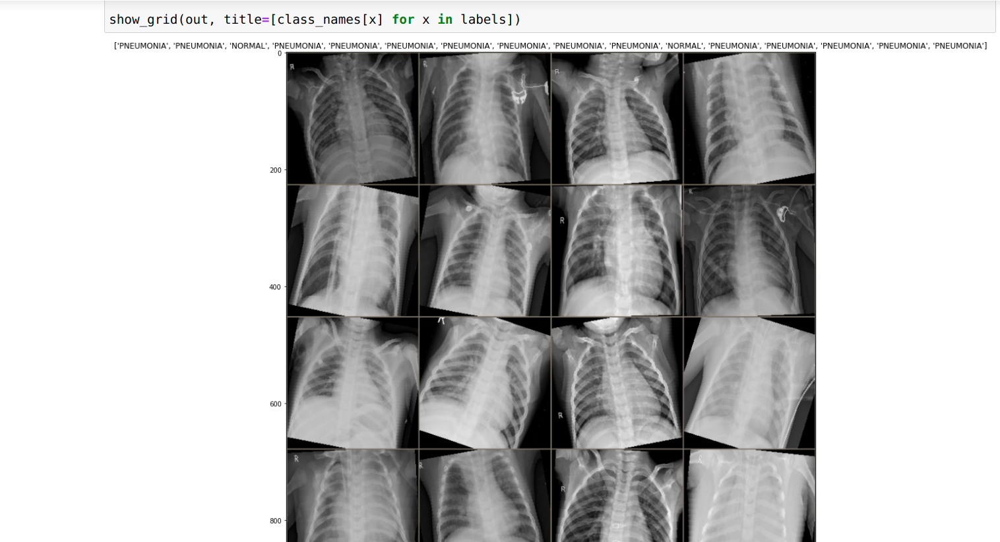 show_grid(out, title=[class_names[x] for x in labels])
['PNEUMONIA', 'PNEUMONIA', 'NORMAL', 'PNEUMONIA', 'PNEUMONIA', 'PNEUMONIA', 'PNEUMONIA', 'PNEUMONIA', 'PNEUMONIA', 'PNEUMONIA', 'NORMAL', 'PNEUMONIA', 'PNEUMONIA', 'PNEUMONIA', 'PNEUMONIA', 'PNEUMONIA']
0
R
R
R
200
R
R
400
R
600
R
R
R
R
R
800